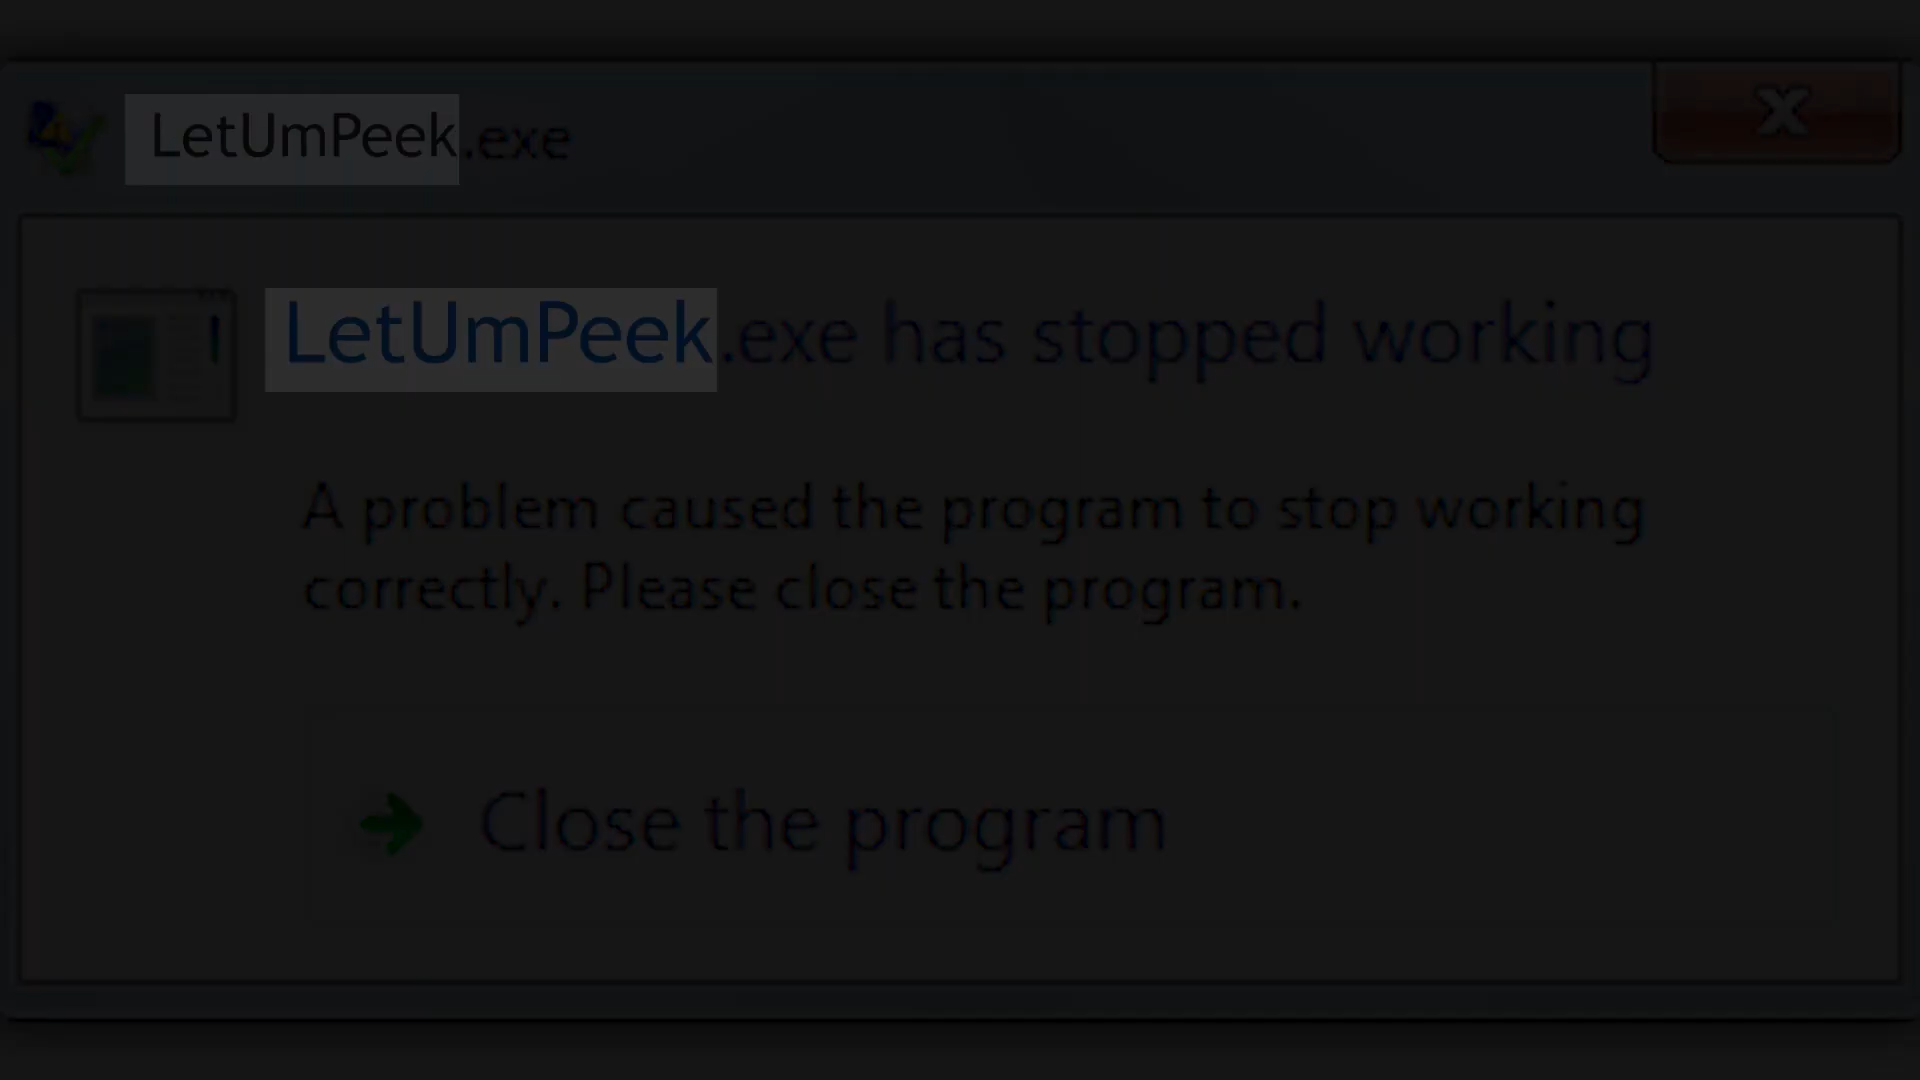 LetUmPeek.exe
LetUmPeek.exe has stopped working
A problem caused the program to stop working
correctly. Please close the program.
Close the program